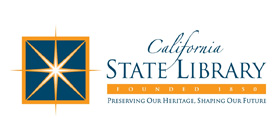 California
STATE LIBRARY
FOUNDED 1850
PRESERVING OUR HERITAGE, SHAPING OUR FUTURE